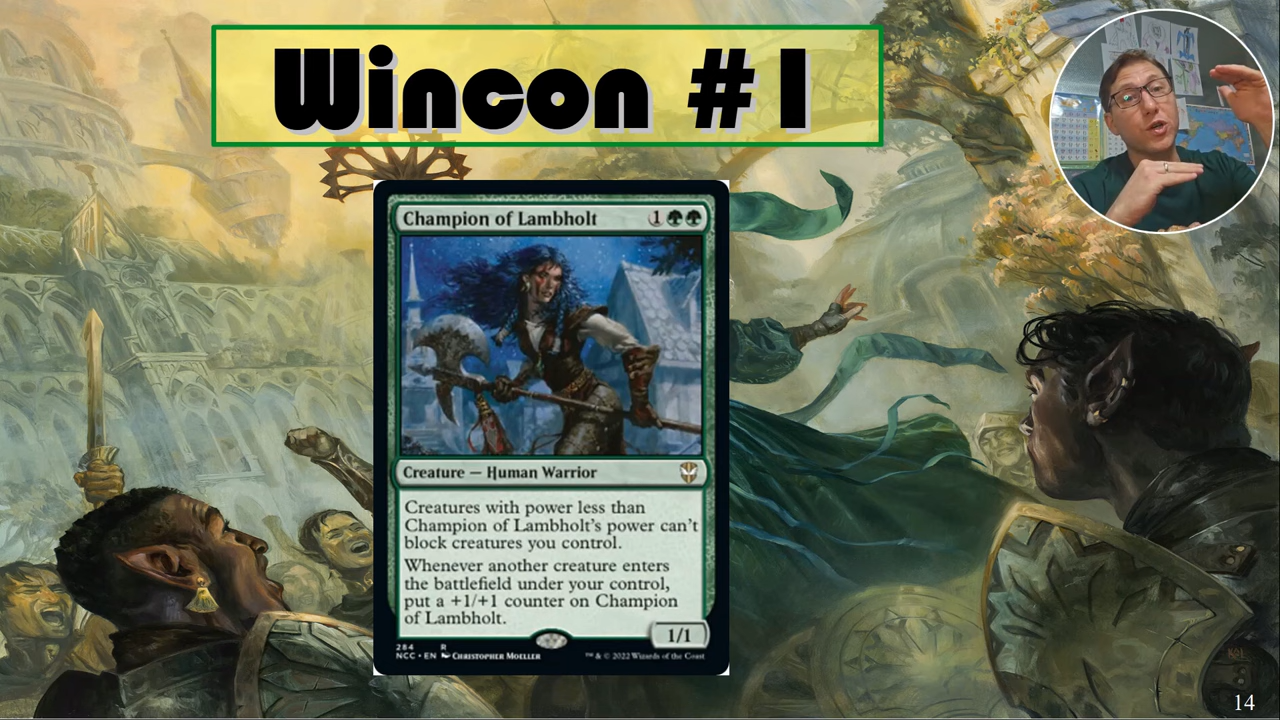 Wincon #1
Champion of Lambholt 1
Creature — Human Warrior
Creatures with power less than
Champion of Lambholt's power can't
block creatures you control.
Whenever another creature enters
the battlefield under your control,
put a +1/+1 counter on Champion
of Lambholt.
1/1
284 R
NCC • EN Christopher Moeller ™ & © 2022 Wizards of the Coast
14